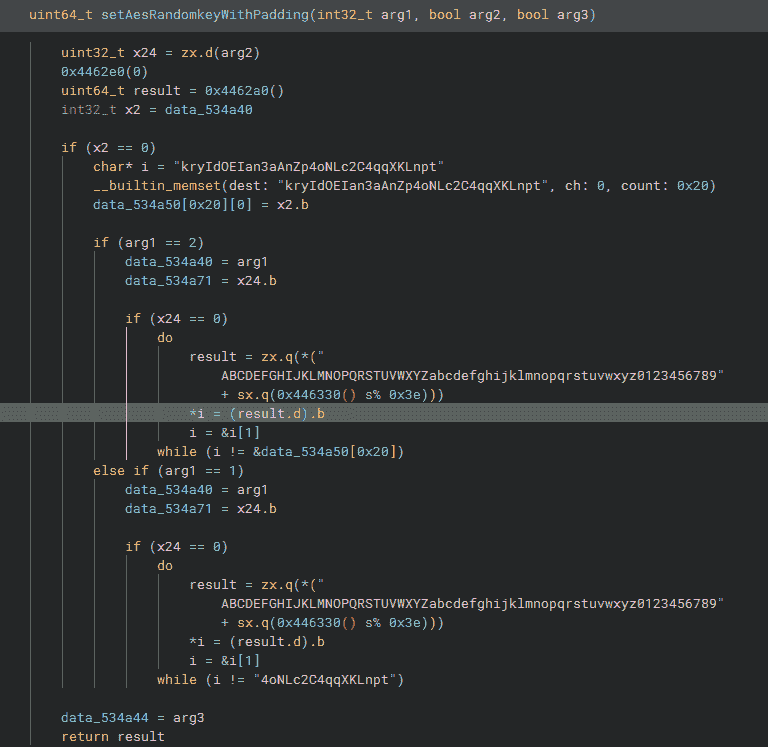 uint64_t setAesRandomkeyWithPadding(int32_t arg1, bool arg2, bool arg3)
uint32_t x24 = zx.d(arg2)
0x4462e0(0)
uint64_t result = 0x4462a0()
int32_t x2 = data_534a40
if (x2 == 0)
char* i = "kryIdOEIan3aAnZp4oNLc2C4qqXKLnpt"
__builtin_memset(dest: "kryIdOEIan3aAnZp4oNLc2C4qqXKLnpt", ch: 0, count: 0x20)
data_534a50[0x20][0] = x2.b
if (arg1 == 2)
data_534a40 = arg1
data_534a71 = x24.b
if (x24 == 0)
do
result = zx.q(*("
ABCDEFGHIJKLMNOPQRSTUVWXYZabcdefghijklmnopqrstuvwxyz0123456789"
+ sx.q(0x446330() s% 0x3e)))
*i = (result.d).b
i = &i[1]
while (i != &data_534a50[0x20])
else if (arg1 == 1)
data_534a40 = arg1
data_534a71 = x24.b
if (x24 == 0)
do
result = zx.q(*("
ABCDEFGHIJKLMNOPQRSTUVWXYZabcdefghijklmnopqrstuvwxyz0123456789"
+ sx.q(0x446330() s% 0x3e)))
*i = (result.d).b
i = &i[1]
while (i != "4oNLc2C4qqXKLnpt")
data_534a44 = arg3
return result